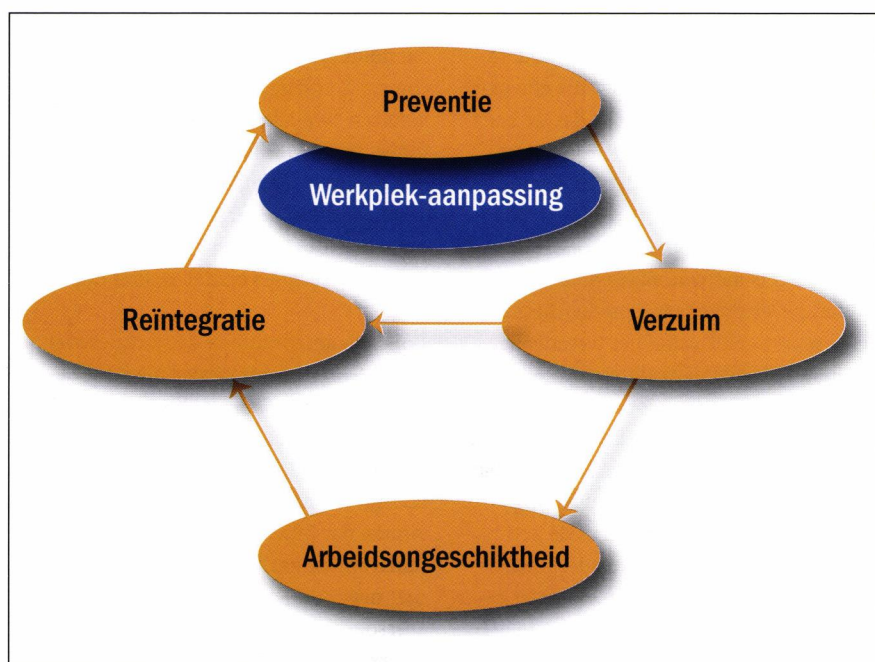 Preventie
Werkplek-aanpassing
Reïntegratie
Verzuim
Arbeidsongeschiktheid